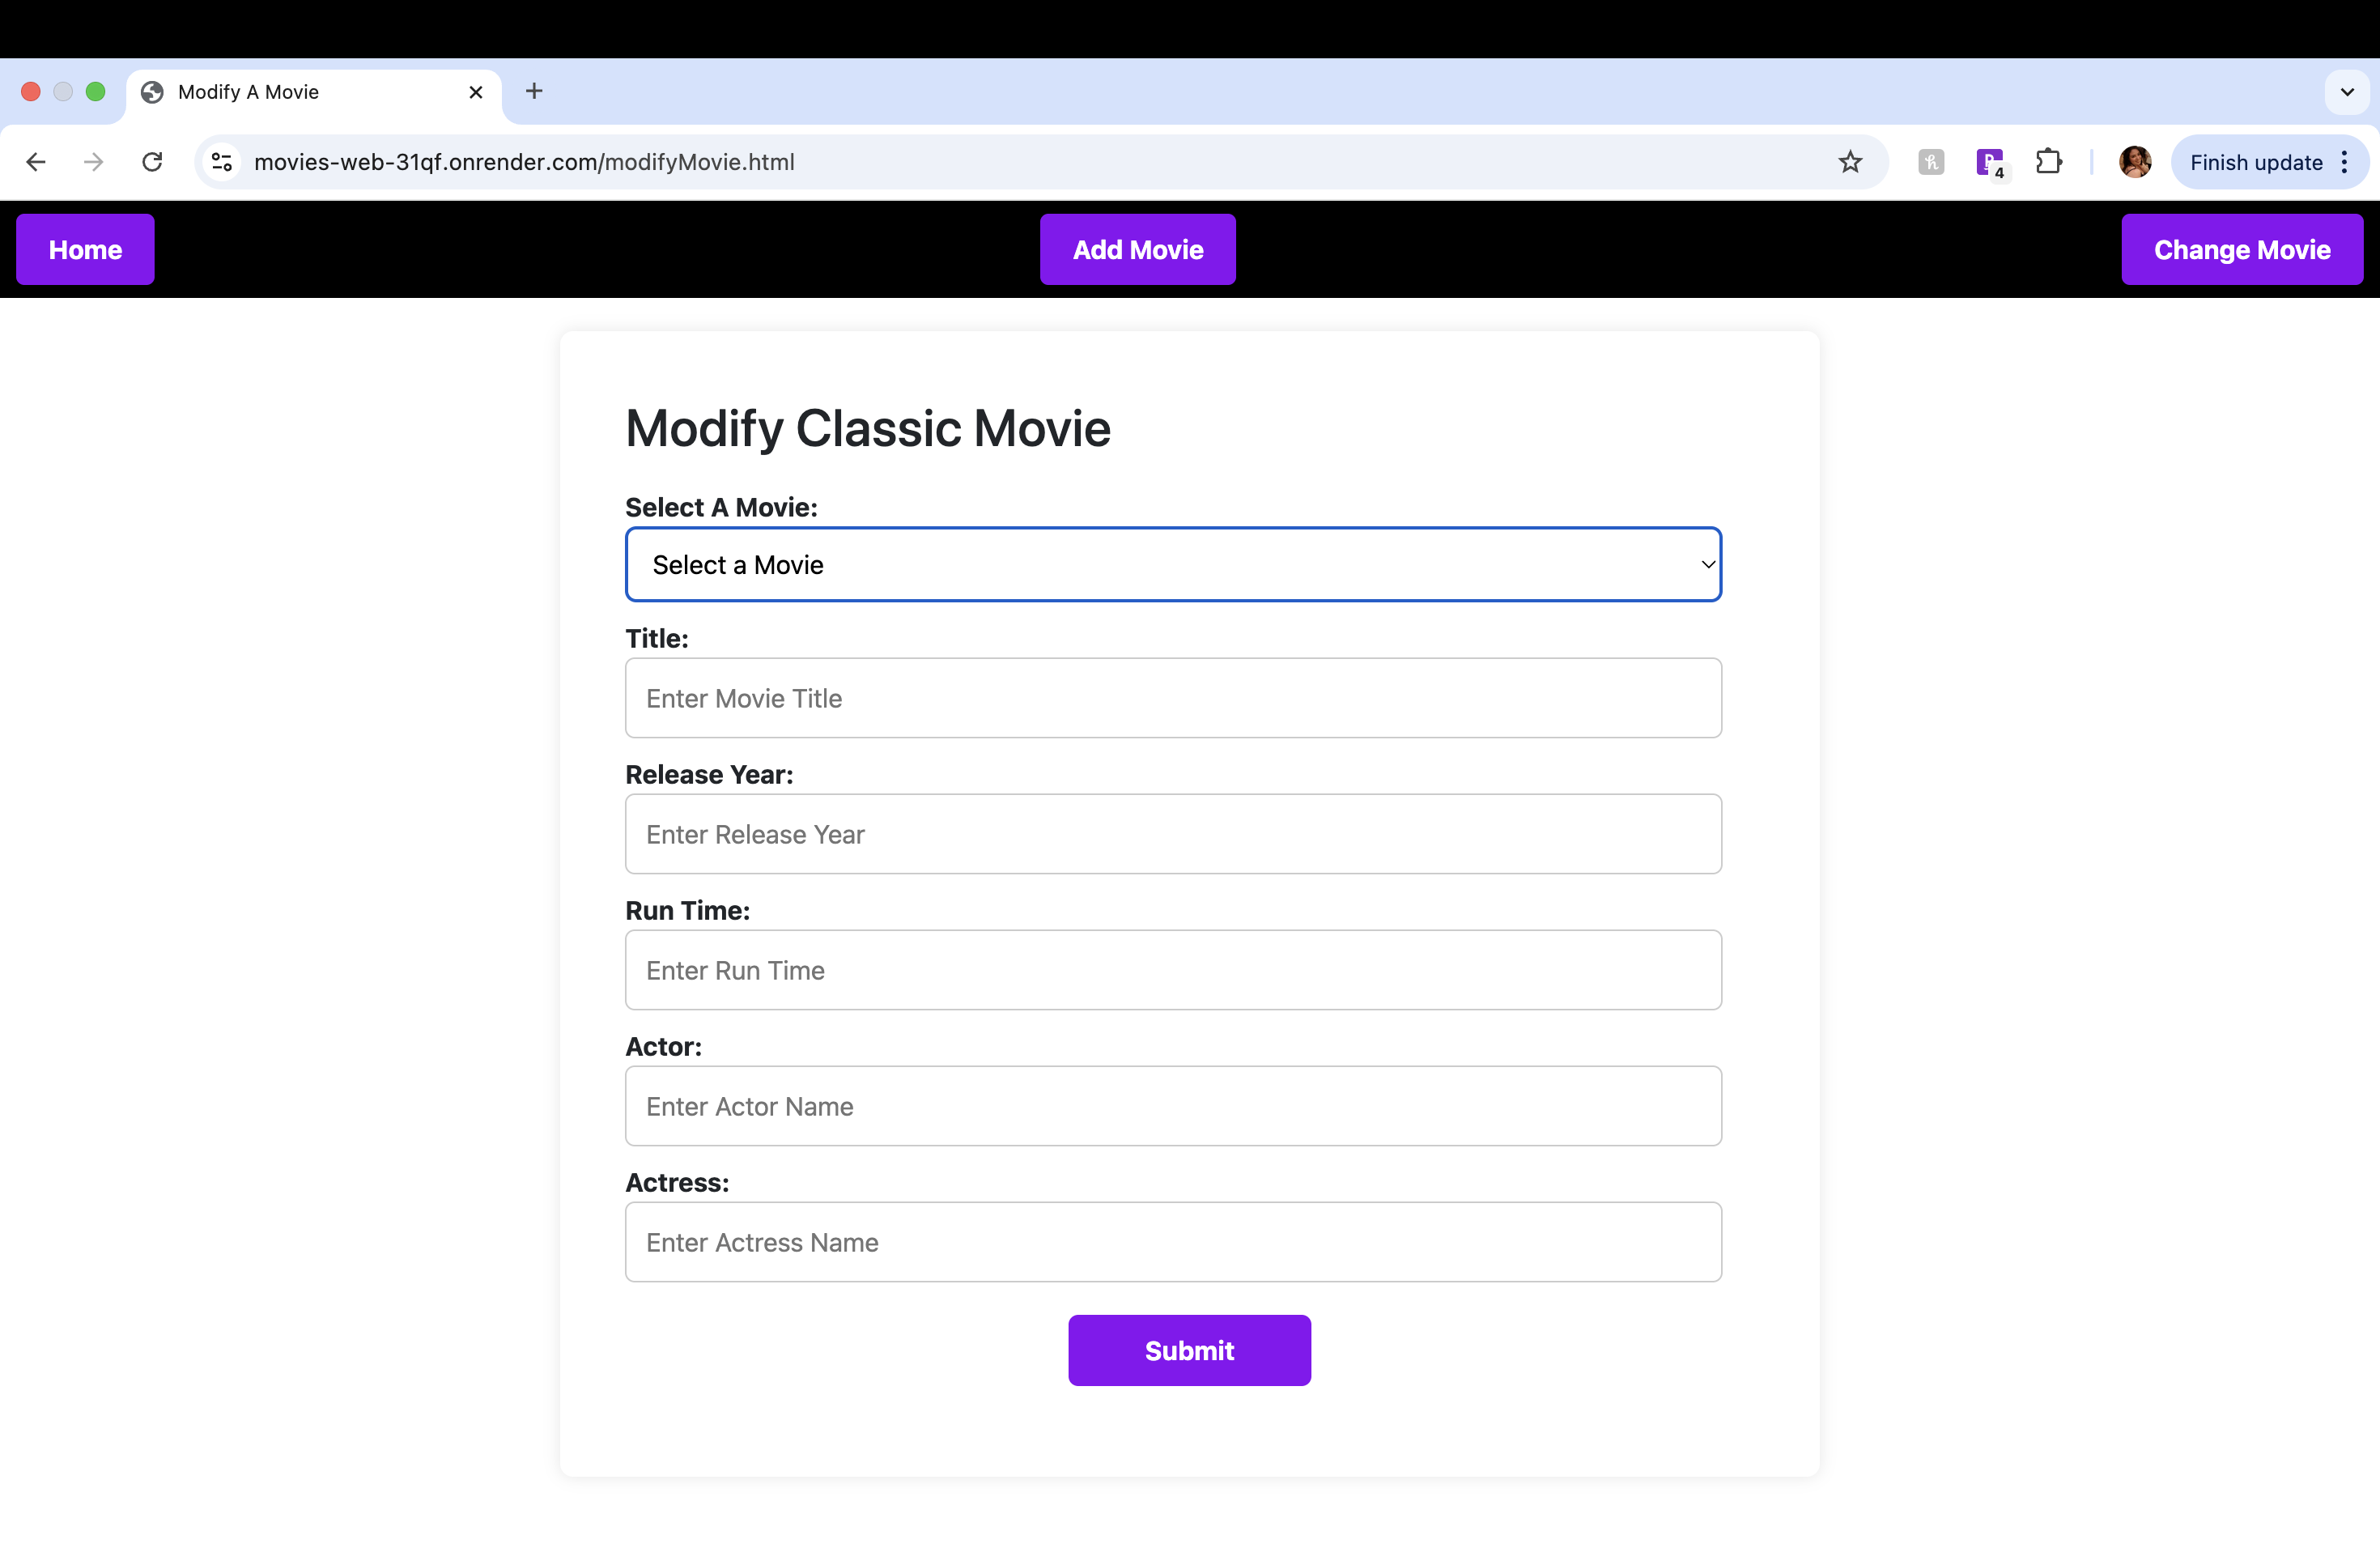 Modify A Movie
movies-web-31qf.onrender.com/modifyMovie.html
4
Finish update
Home
Add Movie
Change Movie
Modify Classic Movie
Select A Movie:
Select a Movie
Title:
Enter Movie Title
Release Year:
Enter Release Year
Run Time:
Enter Run Time
Actor:
Enter Actor Name
Actress:
Enter Actress Name
Submit